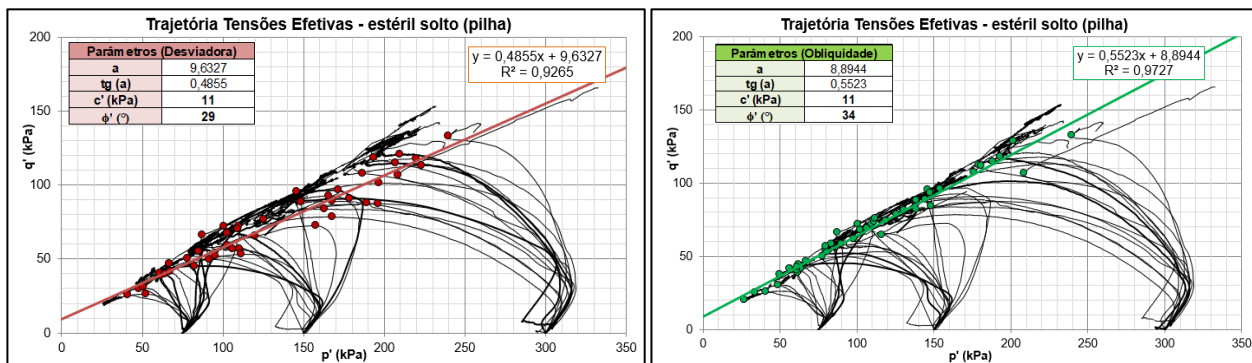 Trajetória Tensões Efetivas - estéril solto (pilha)
Parâmetros (Desviadora)
a 9,6327
tg (a) 0,4855
c' (kPa) 11
ϕ' (°) 29
y = 0,4855x + 9,6327
R² = 0,9265
q' (kPa)
200
150
100
50
0
0 50 100 150 200 250 300 350
p' (kPa)
Trajetória Tensões Efetivas - estéril solto (pilha)
Parâmetros (Obliquidade)
a 8,8944
tg (a) 0,5523
c' (kPa) 11
ϕ' (°) 34
y = 0,5523x + 8,8944
R² = 0,9727
q' (kPa)
200
150
100
50
0
0 50 100 150 200 250 300 350
p' (kPa)